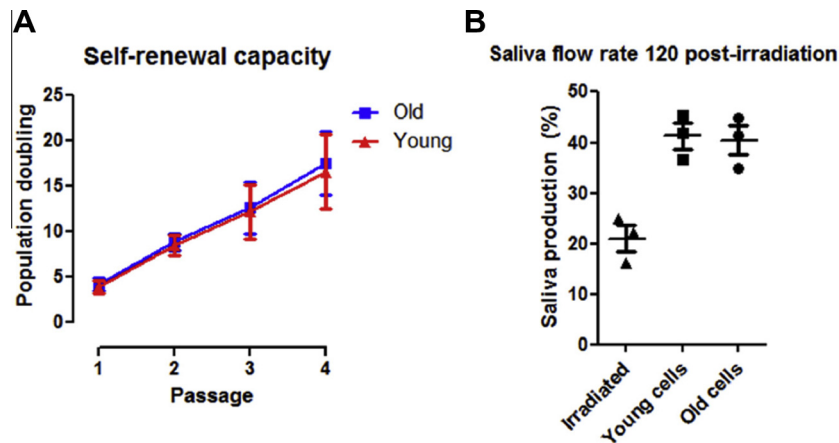 A
Self-renewal capacity
Population doubling
25
20
15
10
5
0
1 2 3 4
Passage
Old
Young
B
Saliva flow rate 120 post-irradiation
Saliva production (%)
50
40
30
20
10
0
Irradiated
Young cells
Old cells